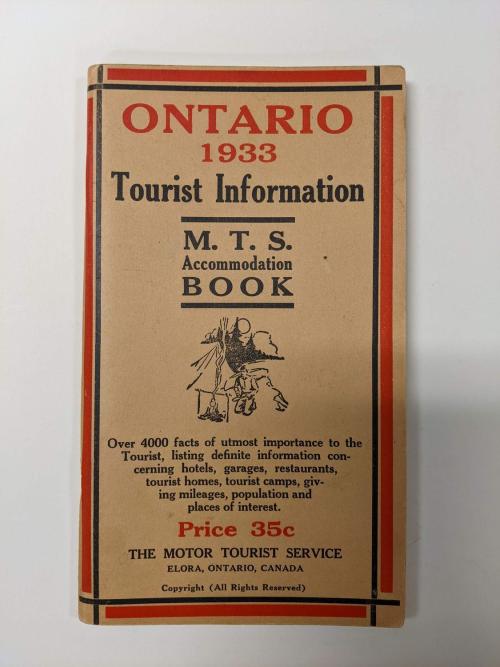 ONTARIO
1933
Tourist Information
M. T. S.
Accommodation
BOOK
Over 4000 facts of utmost importance to the
Tourist, listing definite information con-
cerning hotels, garages, restaurants,
tourist homes, tourist camps, giv-
ing mileages, population and
places of interest.
Price 35c
THE MOTOR TOURIST SERVICE
ELORA, ONTARIO, CANADA
Copyright (All Rights Reserved)